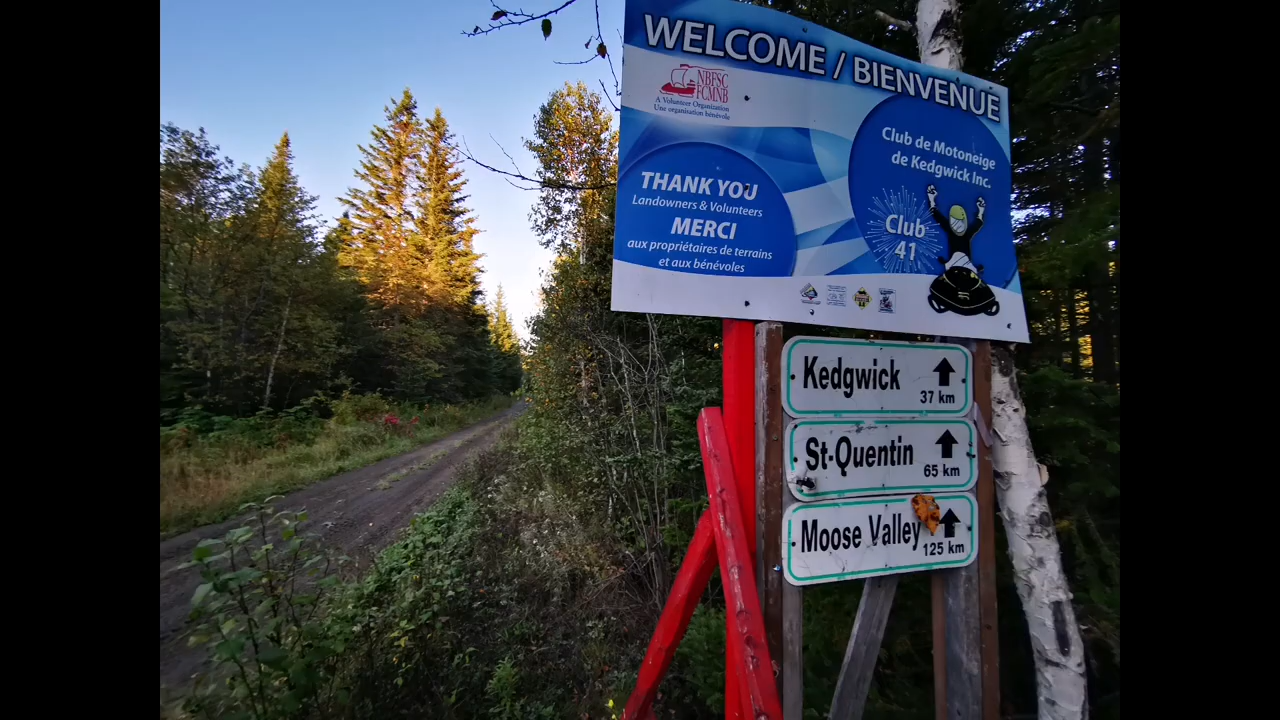 WELCOME / BIENVENUE
NBFSC
FCMNB
A Volunteer Organization
Une organisation bénévole
Club de Motoneige
de Kedgwick Inc.
Club
41
THANK YOU
Landowners & Volunteers
MERCI
aux propriétaires de terrains
et aux bénévoles
Kedgwick
37 km
St-Quentin
65 km
Moose Valley
125 km